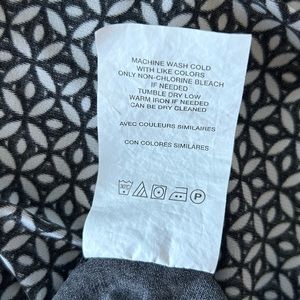 MACHINE WASH COLD
WITH LIKE COLORS
ONLY NON-CHLORINE BLEACH
IF NEEDED
TUMBLE DRY LOW
WARM IRON IF NEEDED
CAN BE DRY CLEANED
AVEC COULEURS SIMILAIRES
CON COLORES SIMILARES
30°C
P